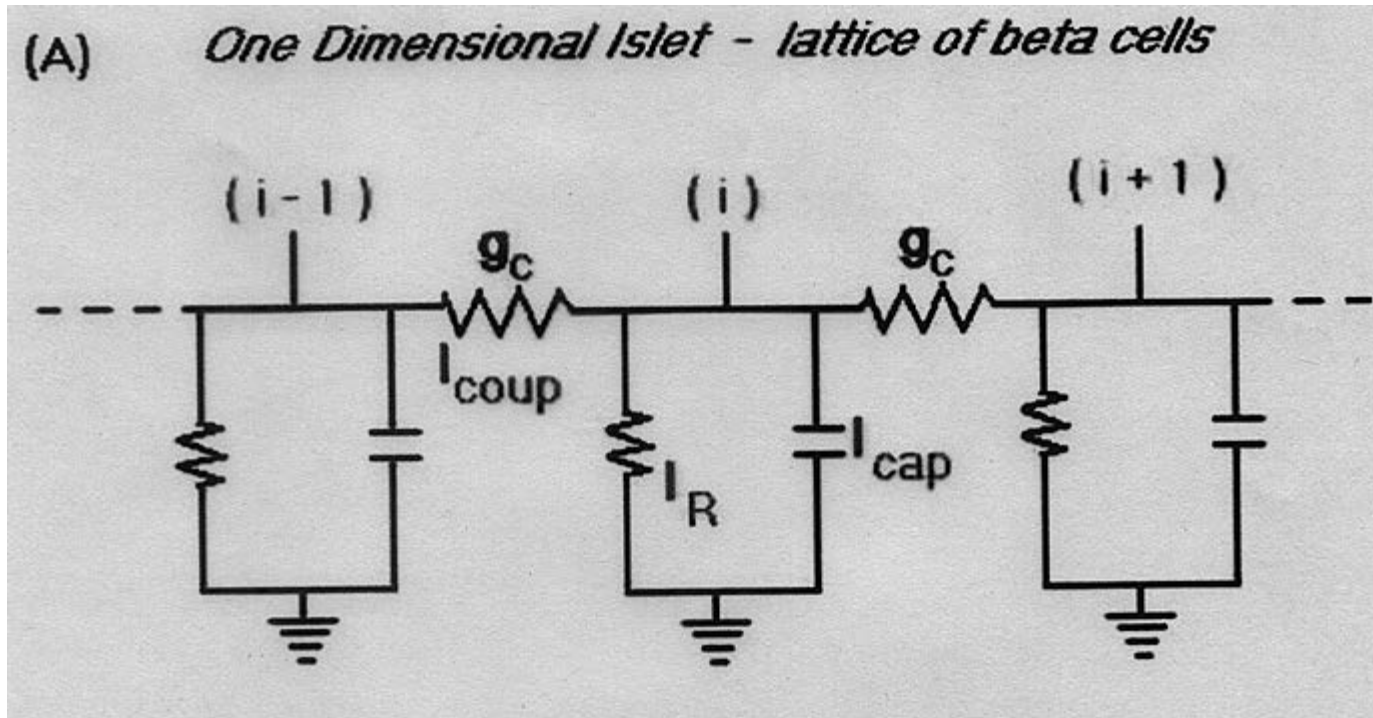 (A) One Dimensional Islet - lattice of beta cells
( i - 1 ) ( i ) ( i + 1 )
gc gc
Icoup
IR Icap